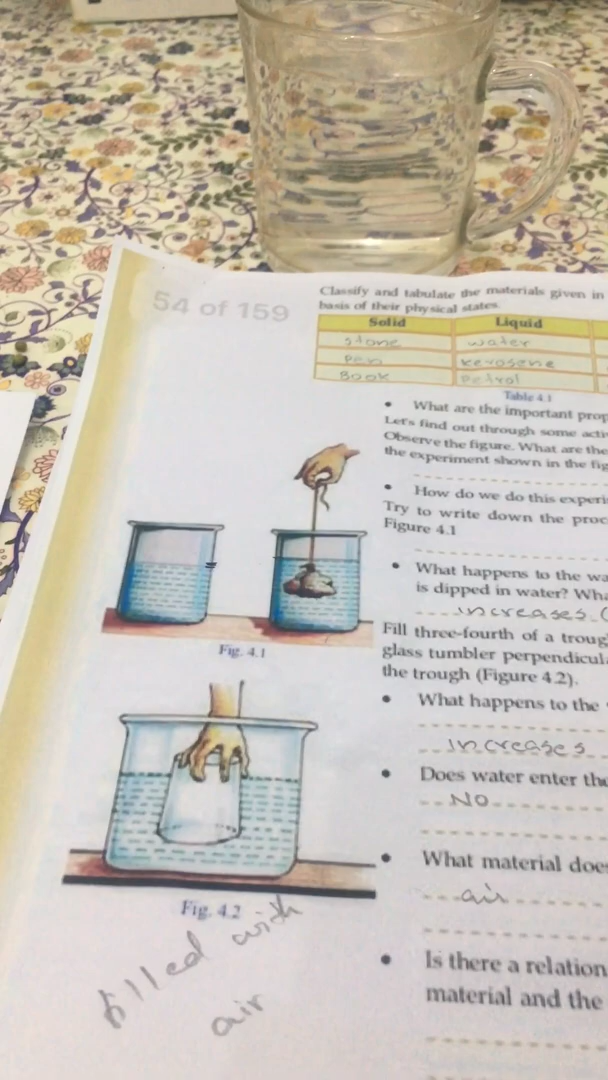 54 of 159
Classify and tabulate the materials given in
basis of their physical states.
Solid Liquid
stone water
Pen kerosene
Book Petrol
Table 4.1
• What are the important prop
Let's find out through some acti
Observe the figure. What are the
the experiment shown in the fig
• How do we do this experi
Try to write down the proc
Figure 4.1
• What happens to the wa
is dipped in water? Wha
increases (
Fig. 4.1
Fill three-fourth of a troug
glass tumbler perpendicula
the trough (Figure 4.2).
• What happens to the
increases
• Does water enter the
NO
• What material does
air
Fig. 4.2
filled with
air
• Is there a relation
material and the